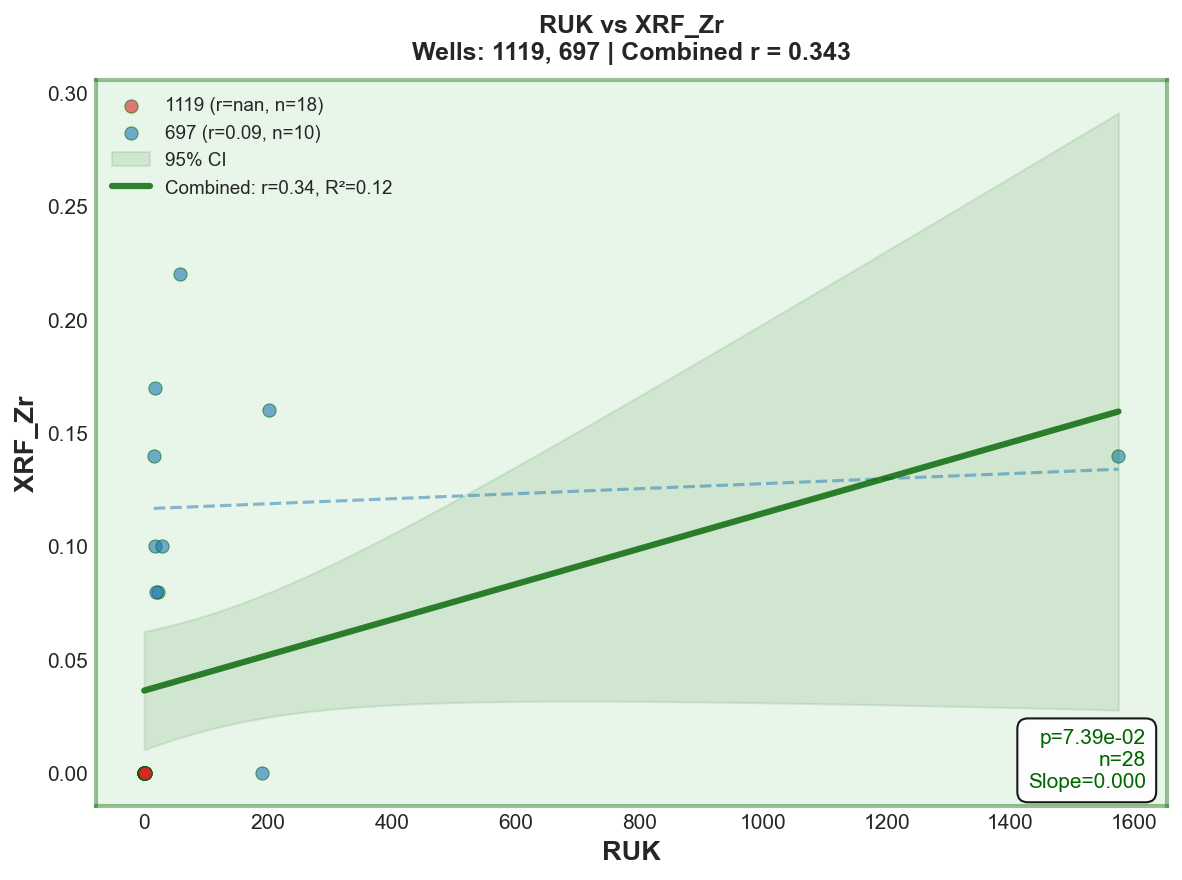 RUK vs XRF_Zr
Wells: 1119, 697 | Combined r = 0.343
1119 (r=nan, n=18)
697 (r=0.09, n=10)
95% CI
Combined: r=0.34, R²=0.12
0.30
0.25
0.20
0.15
0.10
0.05
0.00
XRF_Zr
p=7.39e-02
n=28
Slope=0.000
0 200 400 600 800 1000 1200 1400 1600
RUK